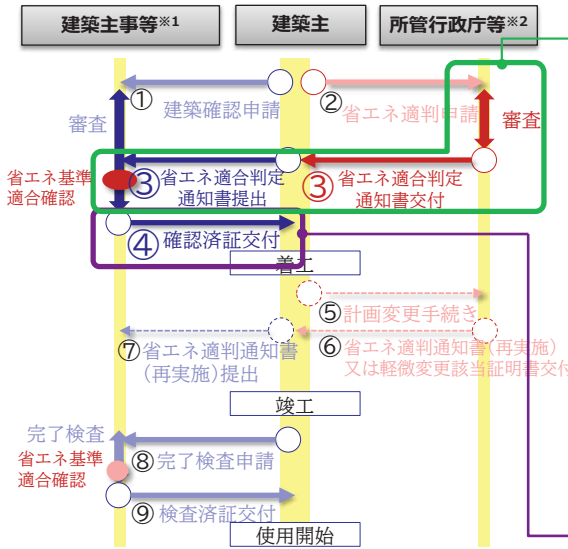 建築主事等※1
建築主
所管行政庁等※2
①
建築確認申請
②
省エネ適判申請
審査
審査
省エネ基準
適合確認
③省エネ適合判定
通知書提出
③省エネ適合判定
通知書交付
④確認済証交付
着工
⑤計画変更手続き
⑦省エネ適判通知書
(再実施)提出
⑥省エネ適判通知書(再実施)
又は軽微変更該当証明書交付
竣工
完了検査
省エネ基準
適合確認
⑧完了検査申請
⑨検査済証交付
使用開始